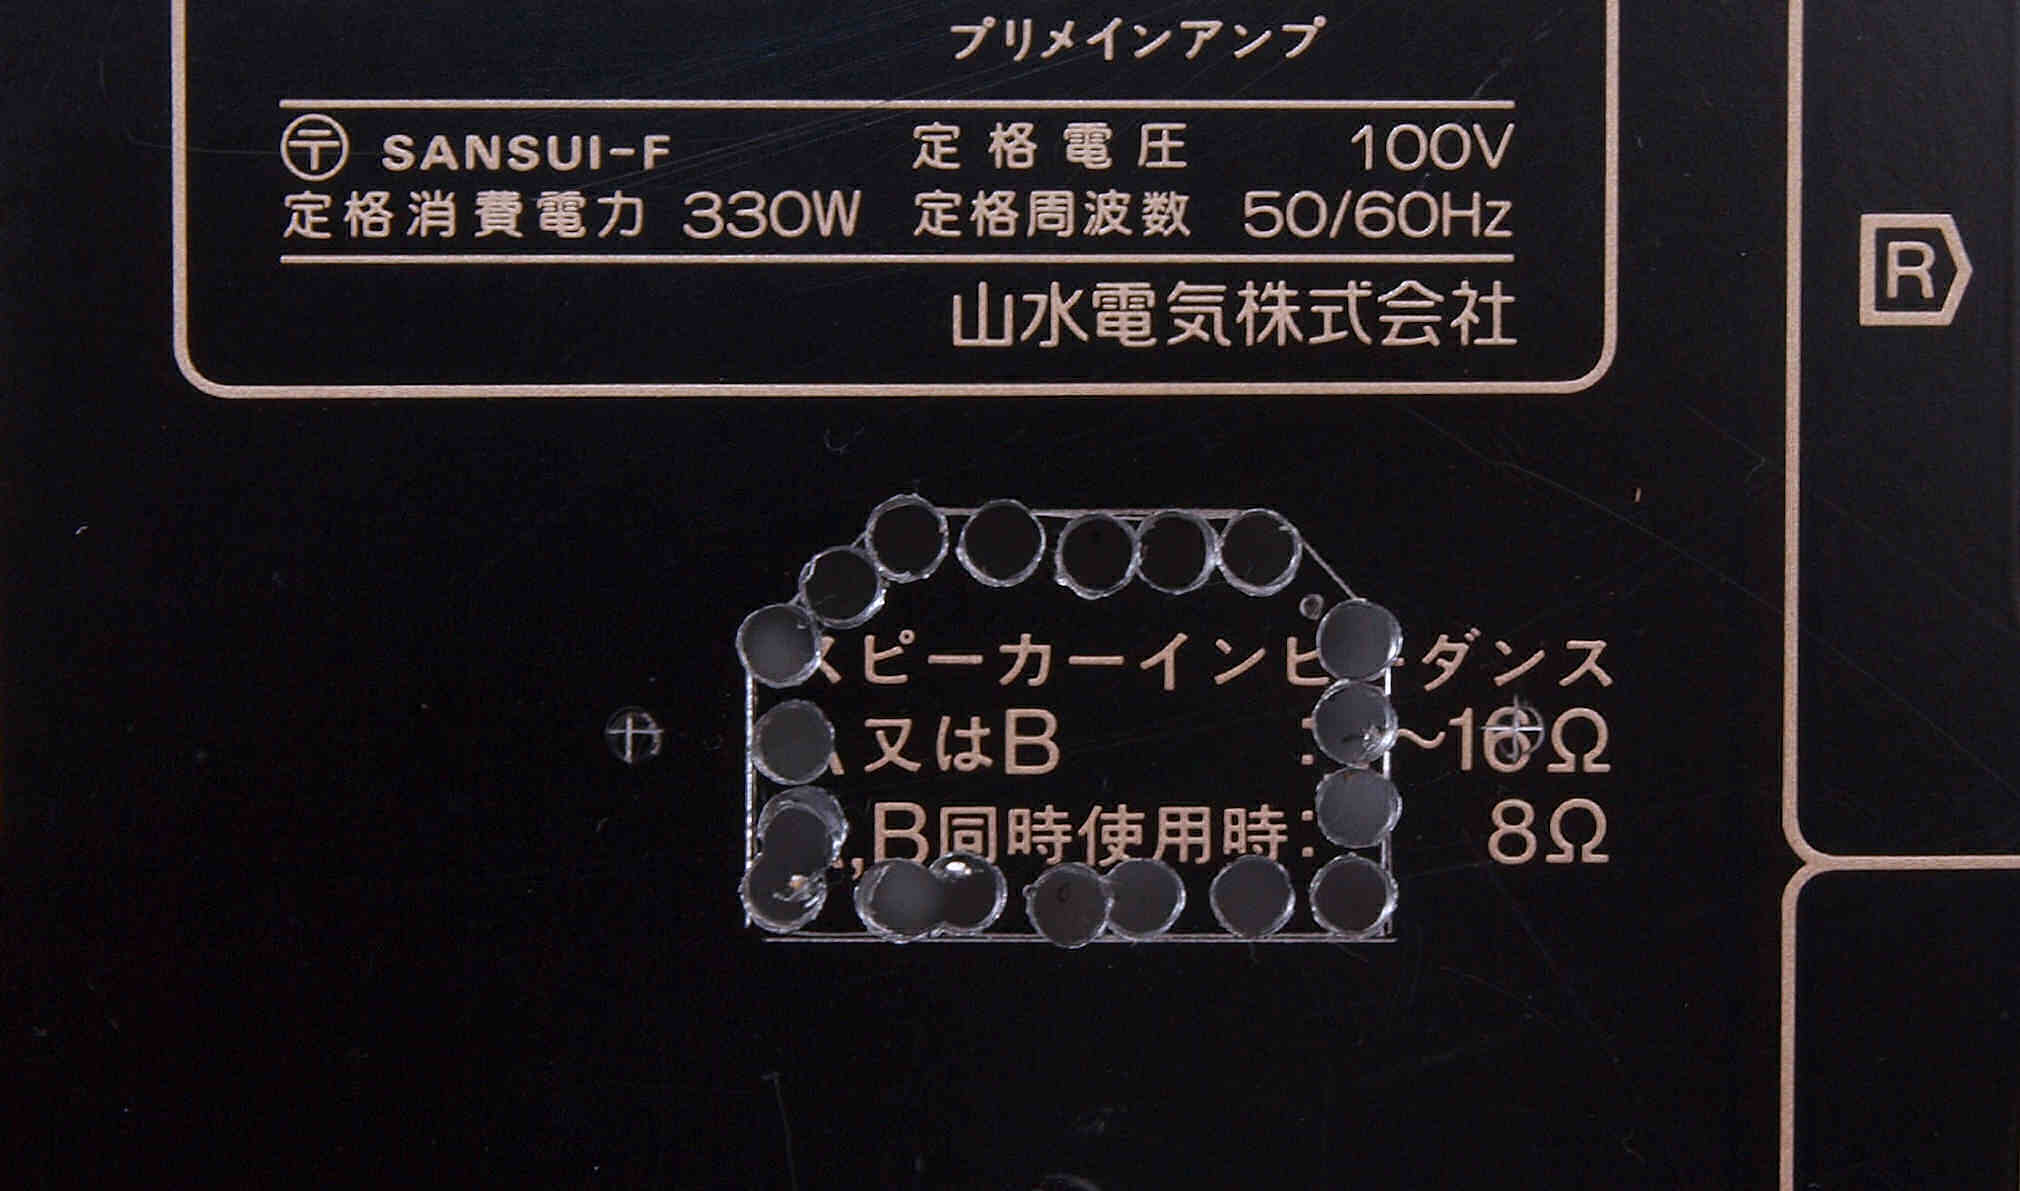 プリメインアンプ
〒 SANSUI-F 定格電圧 100V
定格消費電力 330W 定格周波数 50/60Hz
山水電気株式会社
R
スピーカーインピーダンス
又はB : ~16Ω
,B同時使用時: 8Ω